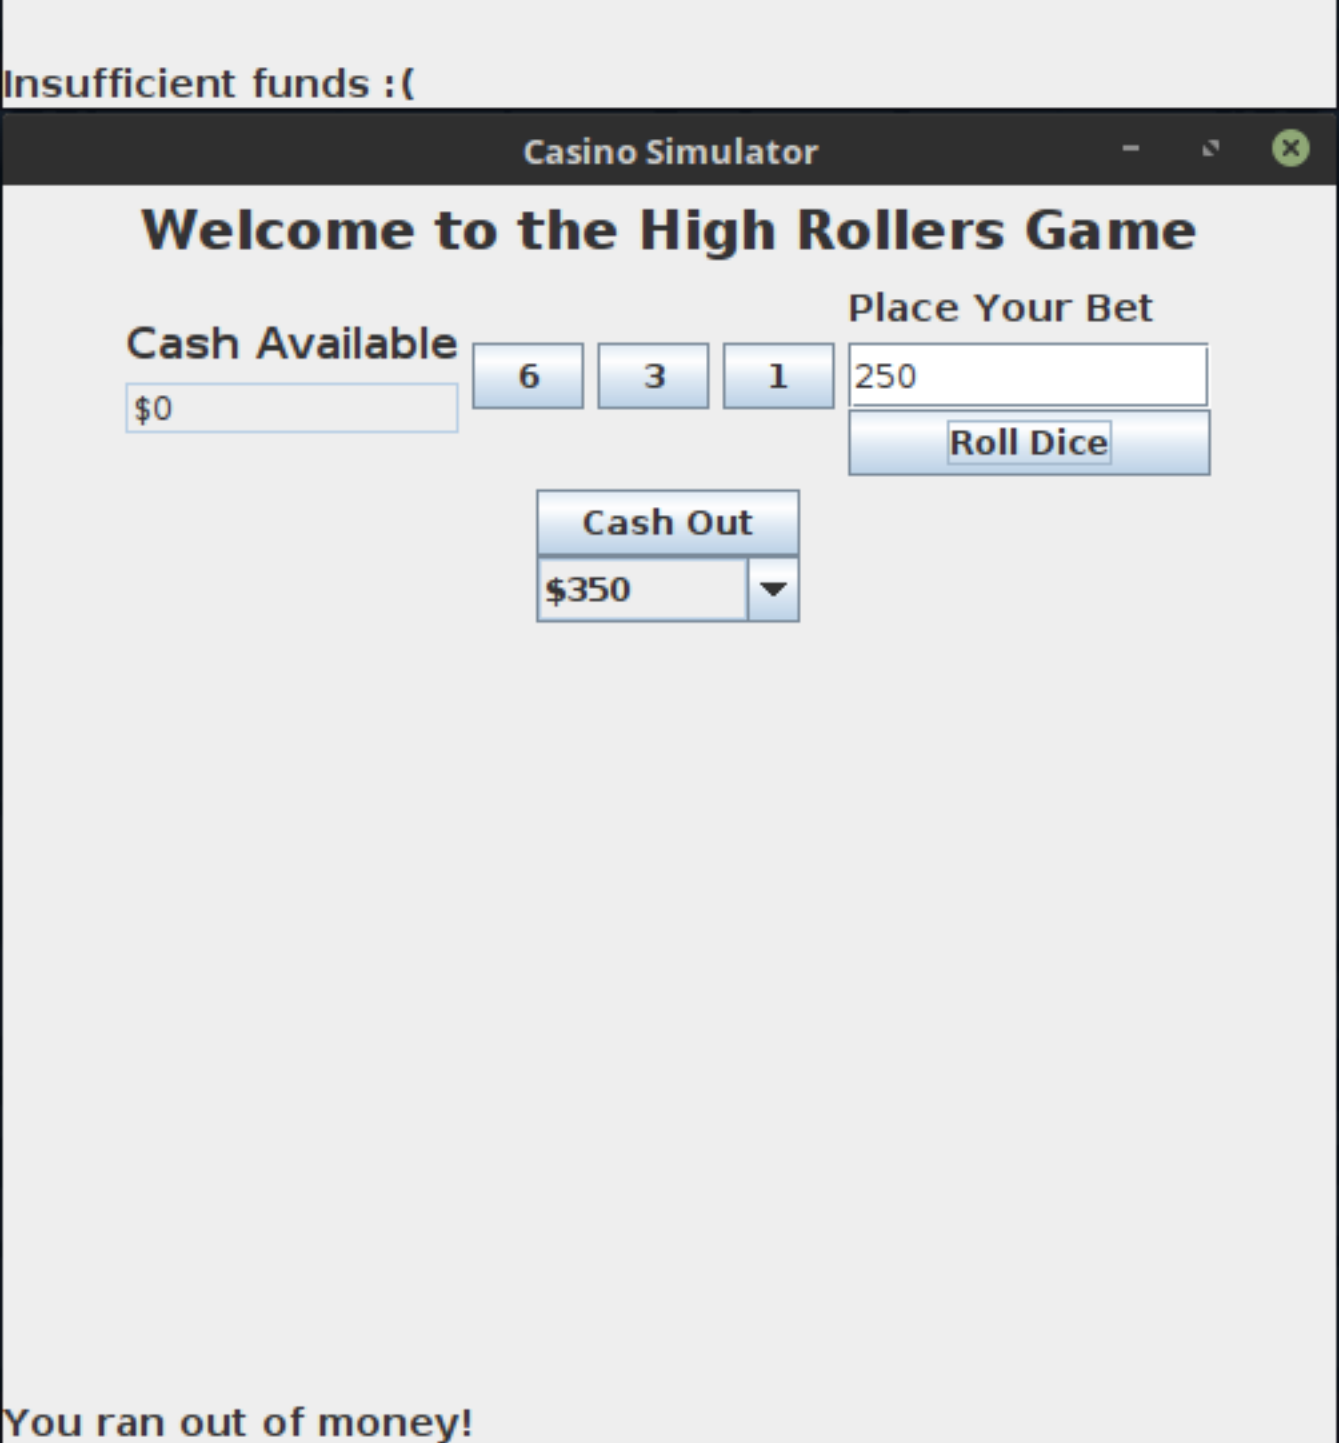 Insufficient funds :(
Casino Simulator
Welcome to the High Rollers Game
Cash Available
$0
6 3 1
Place Your Bet
250
Roll Dice
Cash Out
$350
You ran out of money!